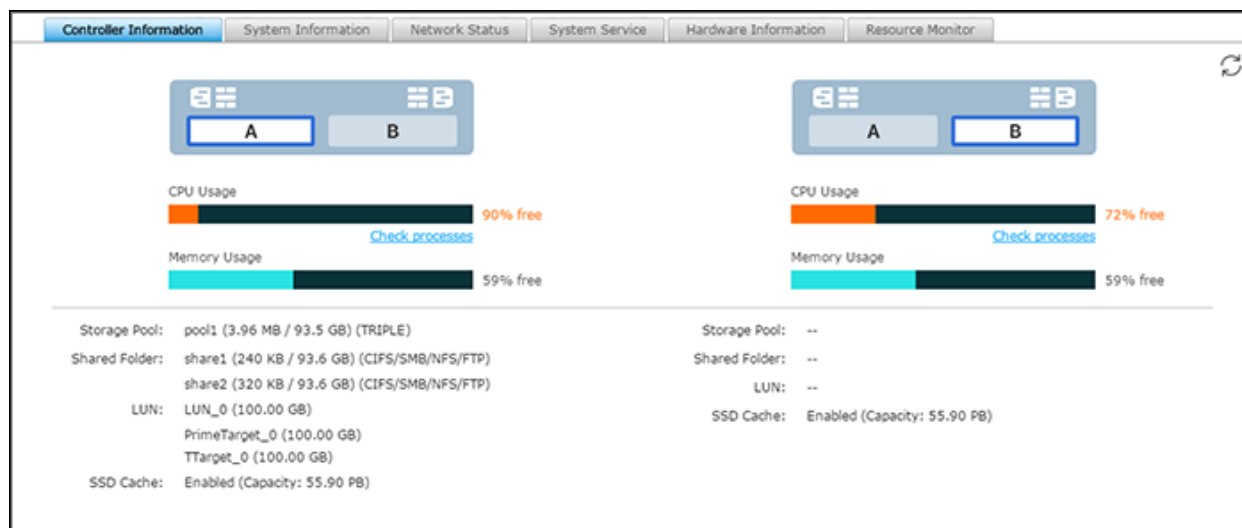 Controller Information System Information Network Status System Service Hardware Information Resource Monitor
A B
CPU Usage
90% free
Check processes
Memory Usage
59% free
Storage Pool: pool1 (3.96 MB / 93.5 GB) (TRIPLE)
Shared Folder: share1 (240 KB / 93.6 GB) (CIFS/SMB/NFS/FTP)
share2 (320 KB / 93.6 GB) (CIFS/SMB/NFS/FTP)
LUN: LUN_0 (100.00 GB)
PrimeTarget_0 (100.00 GB)
TTarget_0 (100.00 GB)
SSD Cache: Enabled (Capacity: 55.90 PB)
A B
CPU Usage
72% free
Check processes
Memory Usage
59% free
Storage Pool: --
Shared Folder: --
LUN: --
SSD Cache: Enabled (Capacity: 55.90 PB)